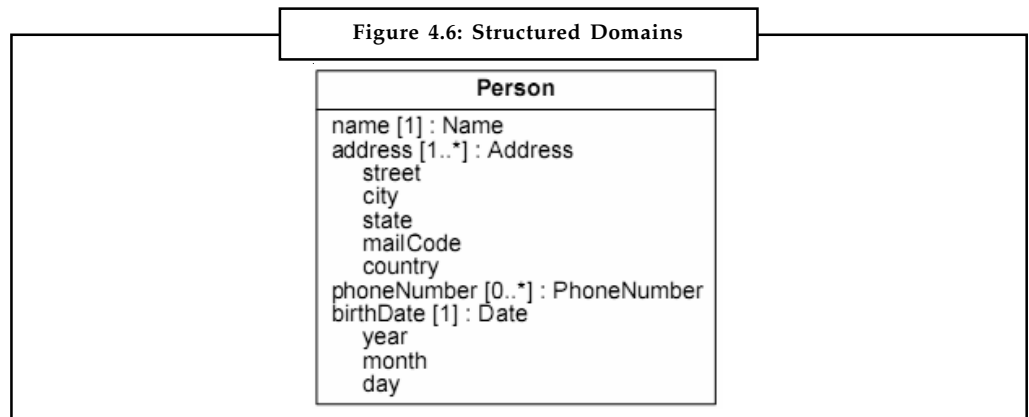 Figure 4.6: Structured Domains
Person
name [1] : Name
address [1..*] : Address
street
city
state
mailCode
country
phoneNumber [0..*] : PhoneNumber
birthDate [1] : Date
year
month
day